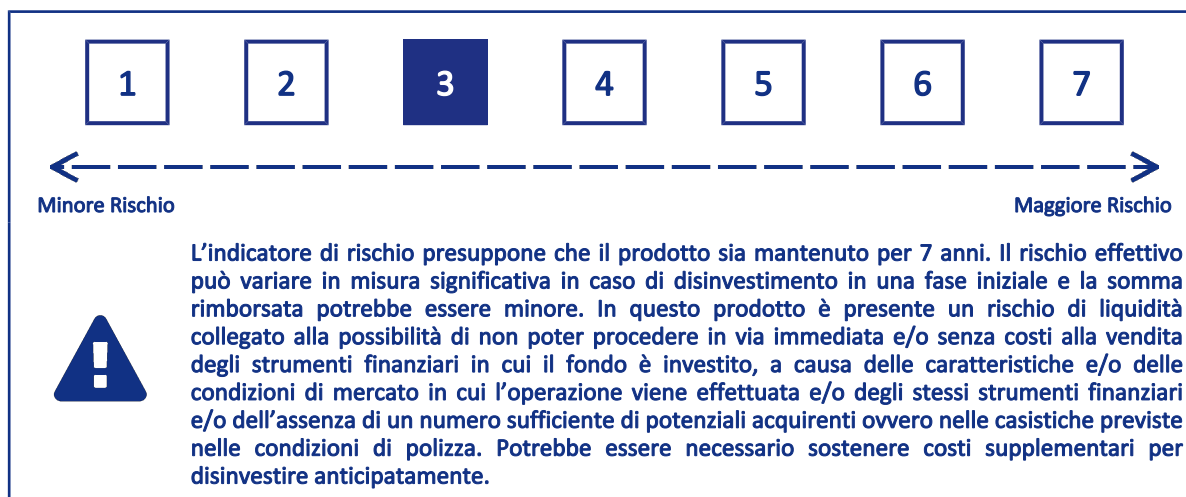 1 2 3 4 5 6 7
Minore Rischio Maggiore Rischio
L'indicatore di rischio presuppone che il prodotto sia mantenuto per 7 anni. Il rischio effettivo
può variare in misura significativa in caso di disinvestimento in una fase iniziale e la somma
rimborsata potrebbe essere minore. In questo prodotto è presente un rischio di liquidità
collegato alla possibilità di non poter procedere in via immediata e/o senza costi alla vendita
degli strumenti finanziari in cui il fondo è investito, a causa delle caratteristiche e/o delle
condizioni di mercato in cui l'operazione viene effettuata e/o degli stessi strumenti finanziari
e/o dell'assenza di un numero sufficiente di potenziali acquirenti ovvero nelle casistiche previste
nelle condizioni di polizza. Potrebbe essere necessario sostenere costi supplementari per
disinvestire anticipatamente.